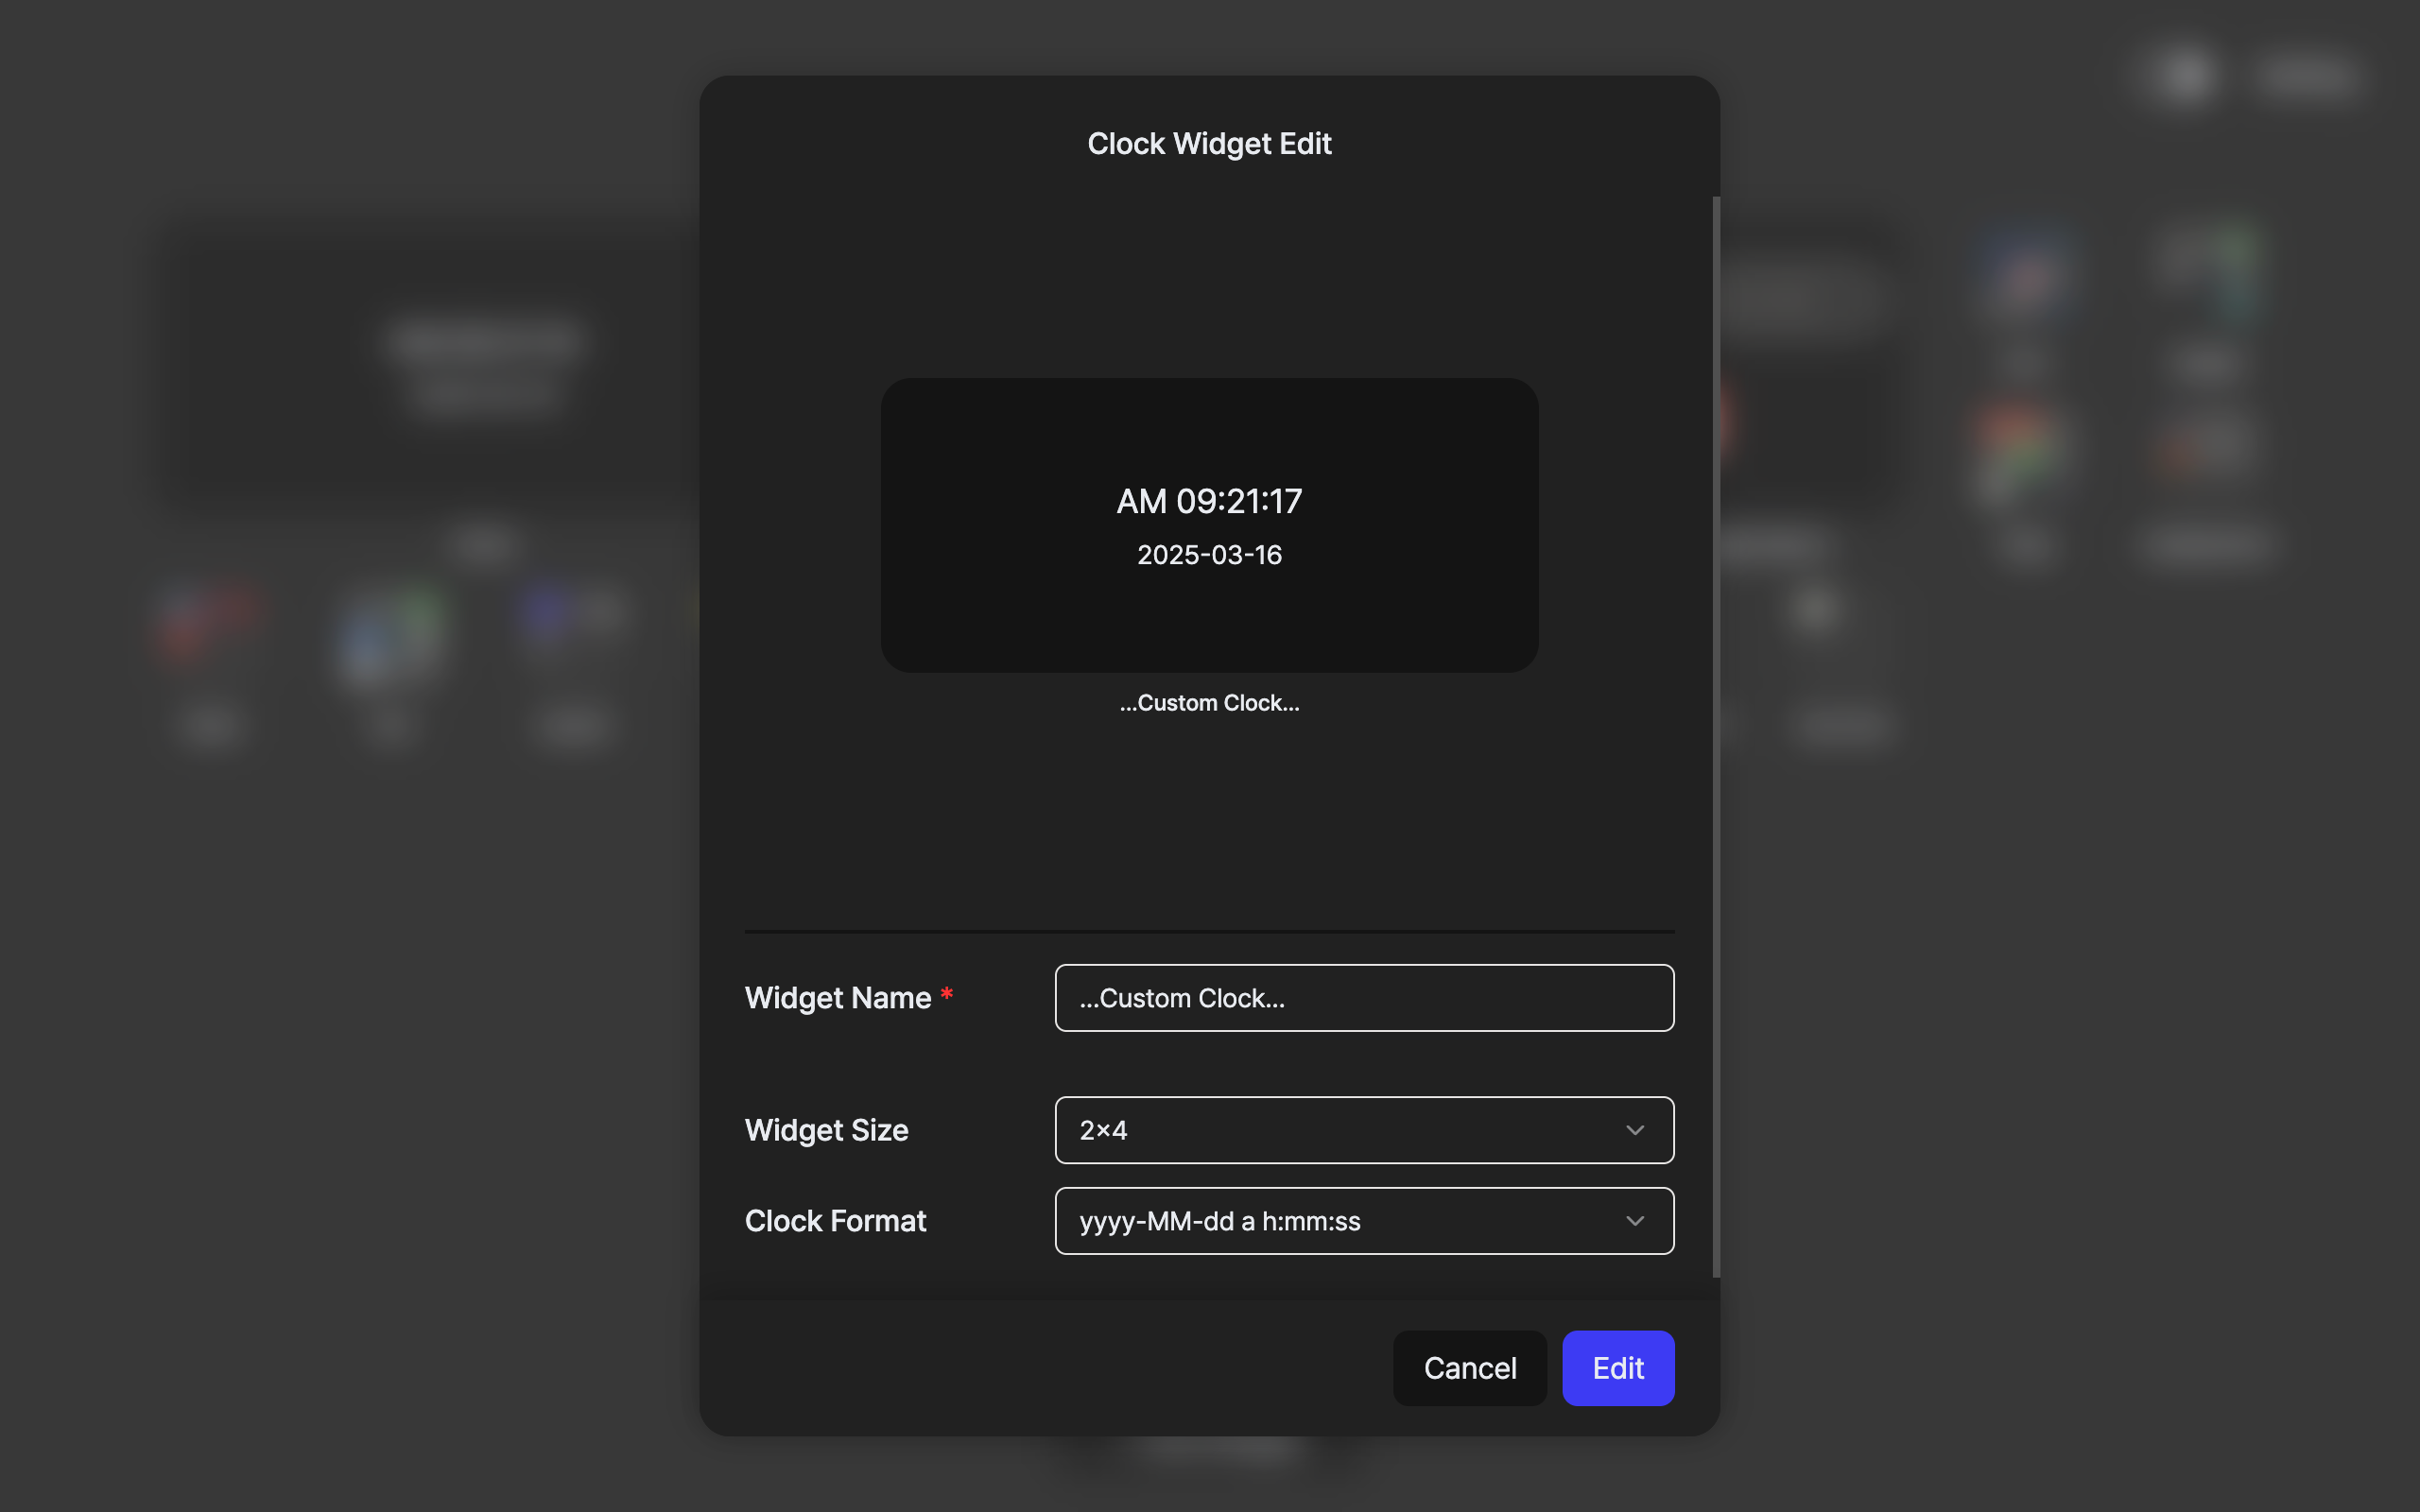 Clock Widget Edit
AM 09:21:17
2025-03-16
...Custom Clock...
Widget Name *
...Custom Clock...
Widget Size
2×4
Clock Format
yyyy-MM-dd a h:mm:ss
Cancel
Edit